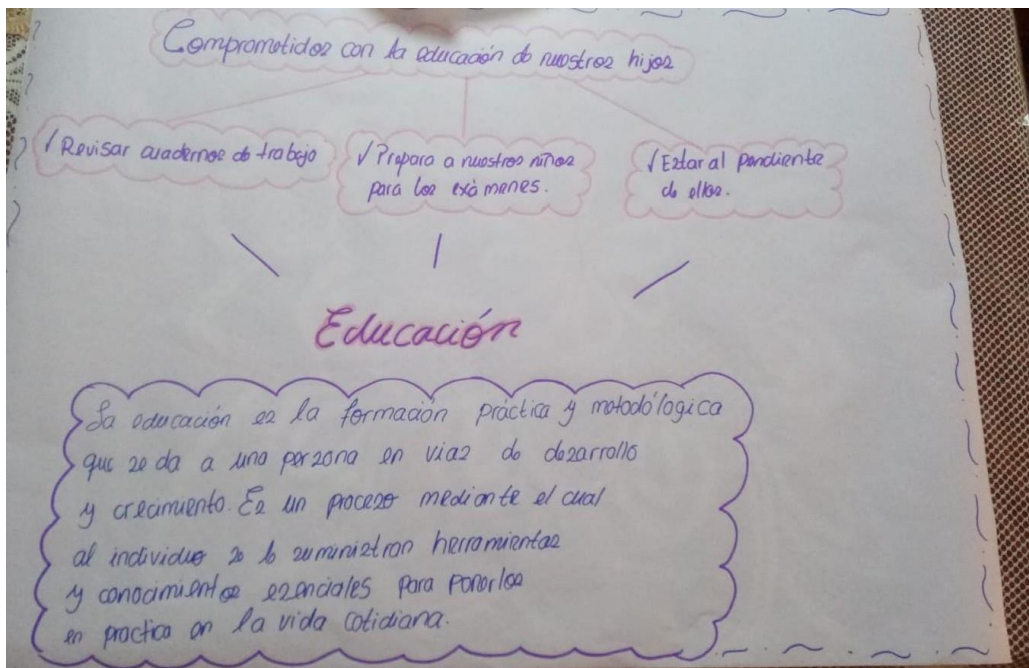 Comprometidos con la educación de nuestros hijos
√ Revisar cuadernos de trabajo
√ Preparo a nuestros niños
para los exámenes.
√ Estar al pendiente
de ellos.
Educación
La educación es la formación práctica y metodólogica
que se da a una persona en vías de desarrollo
y crecimiento. Es un proceso mediante el cual
al individuo se le suministran herramientas
y conocimientos esenciales para ponerlos
en practica en la vida cotidiana.